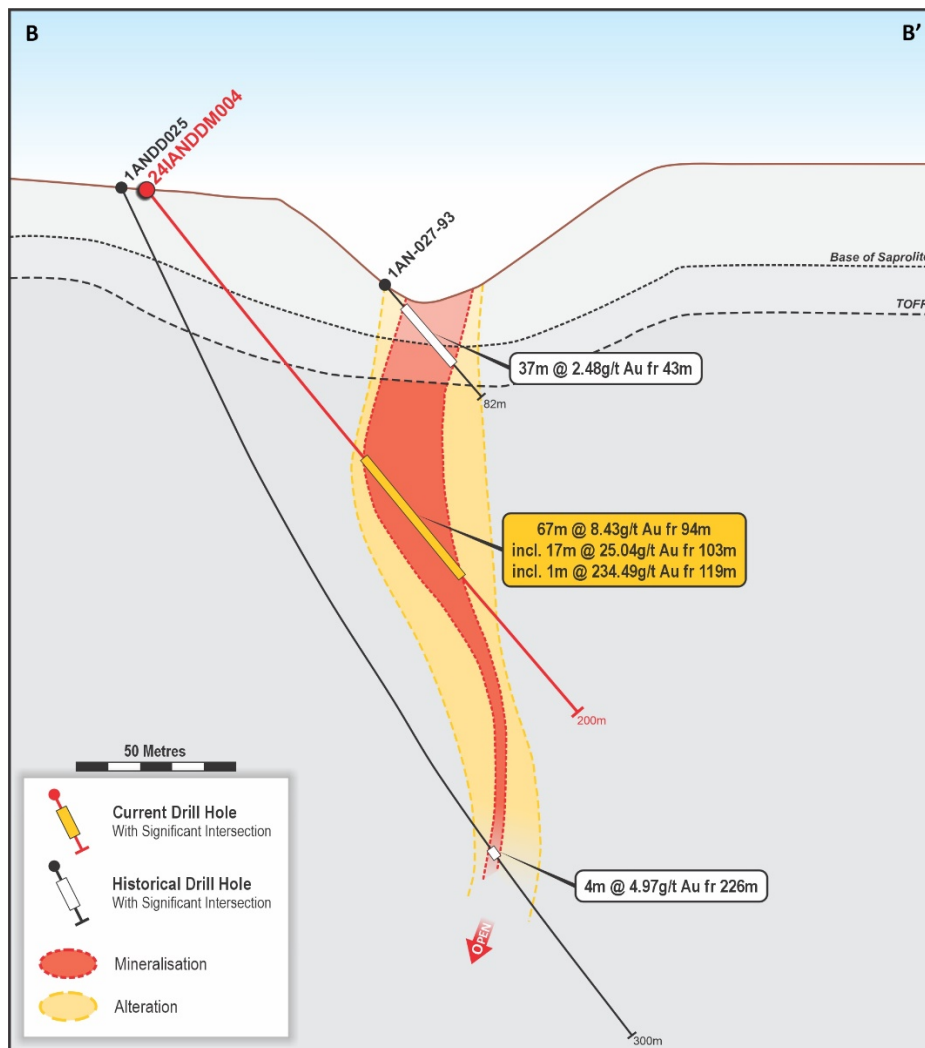 B
B’
1ANDD025
24IANDDM004
1AN-027-93
Base of Saprolite
TOFR
37m @ 2.48g/t Au fr 43m
82m
67m @ 8.43g/t Au fr 94m
incl. 17m @ 25.04g/t Au fr 103m
incl. 1m @ 234.49g/t Au fr 119m
200m
50 Metres
Current Drill Hole
With Significant Intersection
Historical Drill Hole
With Significant Intersection
Mineralisation
Alteration
4m @ 4.97g/t Au fr 226m
OPEN
300m